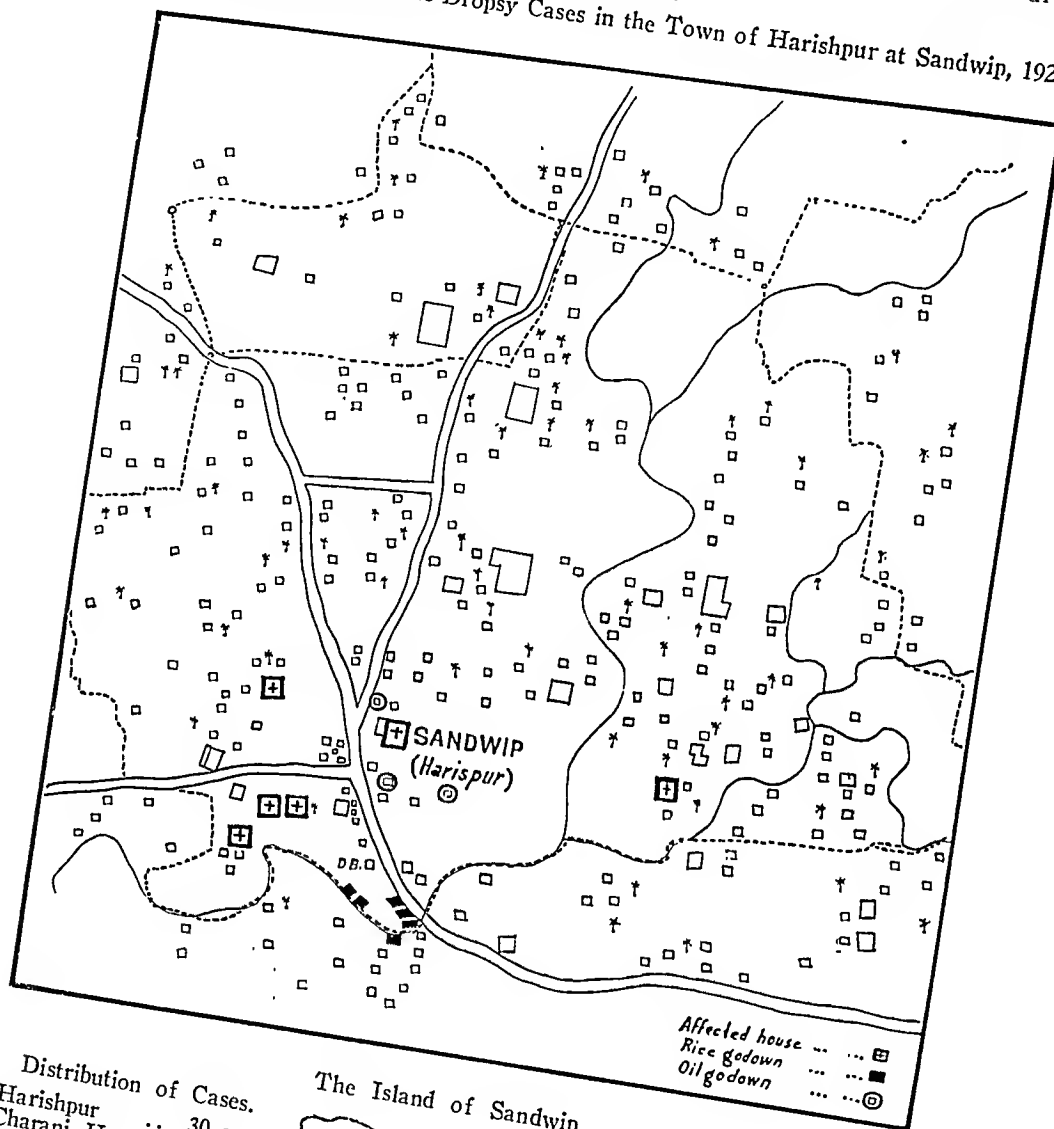 Dropsy Cases in the Town of Harishpur at Sandwip, 192
SANDWIP
(Harispur)
D B.
Affected house ... ...
Rice godown ... ...
Oil godown ... ...
Distribution of Cases.
Harishpur .. 30
Charani
The Island of Sandwip